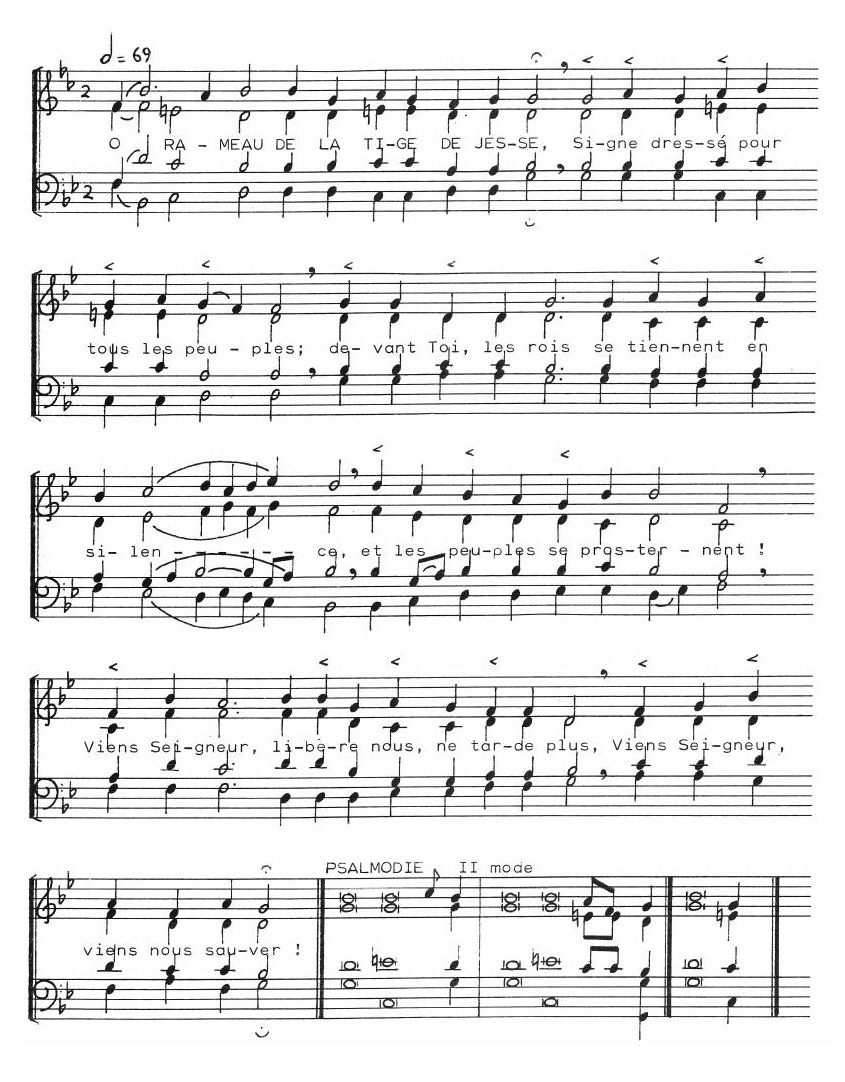 𝅗𝅥 = 69
O RA - MEAU DE LA TI-GE DE JES-SE, Si-gne dres-sé pour
tous les peu - ples; de-vant Toi, les rois se tien-nent en
si- len - - - - - - ce, et les peu-ples se pros-ter - nent !
Viens Sei-gneur, li-bè-re nous, ne tar-de plus, Viens Sei-gneur,
PSALMODIE II mode
viens nous sau-ver !